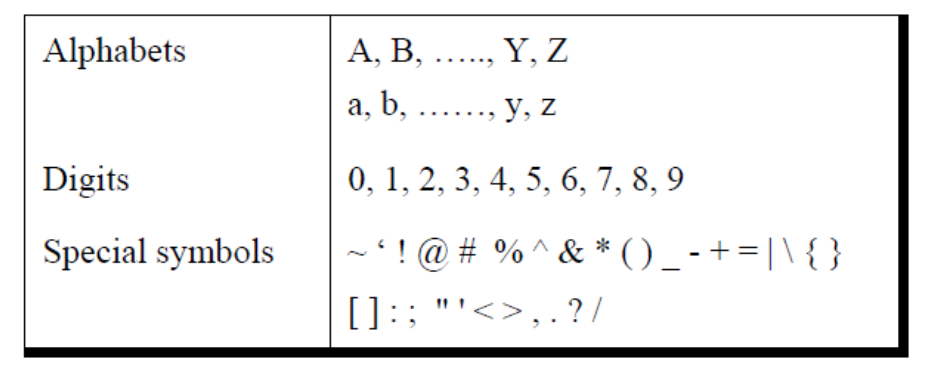 Alphabets A, B, ….., Y, Z
a, b, ……, y, z
Digits 0, 1, 2, 3, 4, 5, 6, 7, 8, 9
Special symbols ~ ‘ ! @ # % ^ & * ( ) _ - + = | \ { }
[ ] : ; " ' < > , . ? /